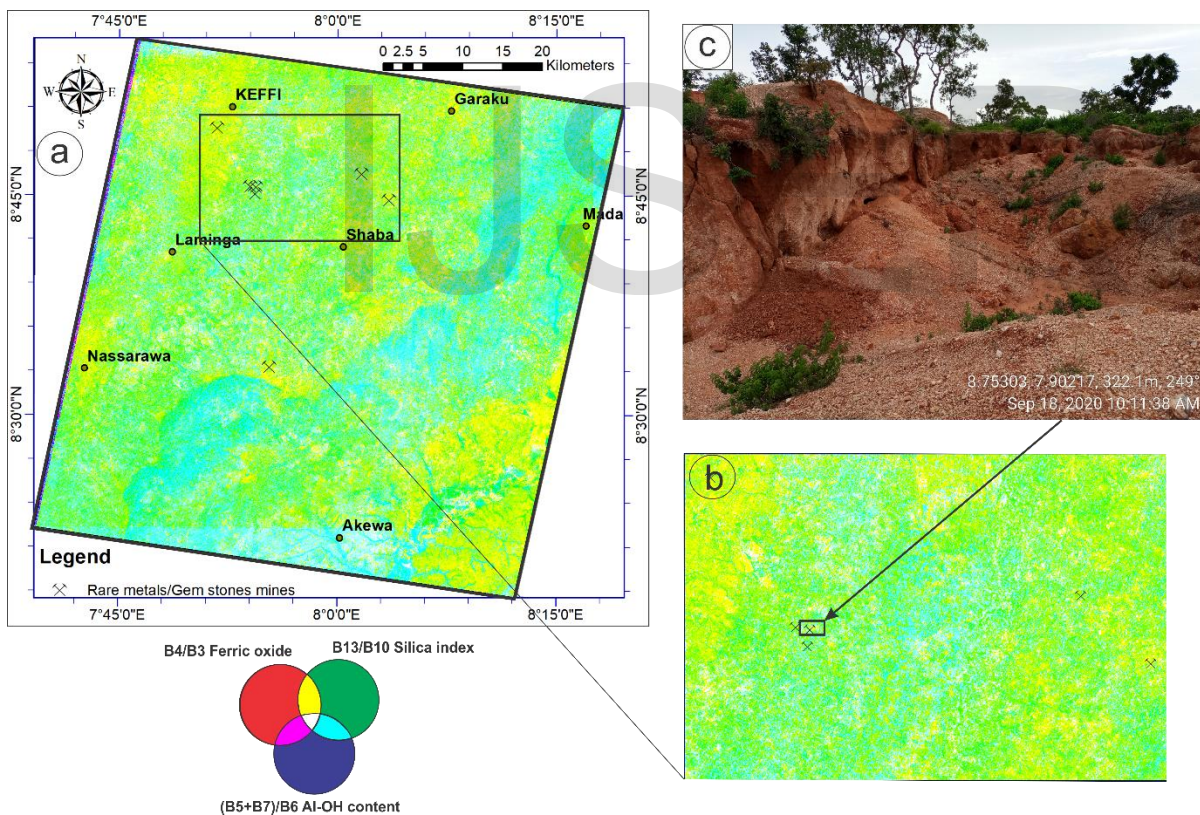 7°45'0"E 8°0'0"E 8°15'0"E
a
N
W E
S
0 2.5 5 10 15 20
Kilometers
KEFFI
Garaku
8°45'0"N
8°45'0"N
Mada
Laminga
Shaba
Nassarawa
8°30'0"N
8°30'0"N
Akewa
Legend
Rare metals/Gem stones mines
7°45'0"E 8°0'0"E 8°15'0"E
IJS
B4/B3 Ferric oxide
B13/B10 Silica index
(B5+B7)/B6 Al-OH content
c
8.75303, 7.90217, 322.1m, 249°
Sep 18, 2020 10:11:38 AM
b